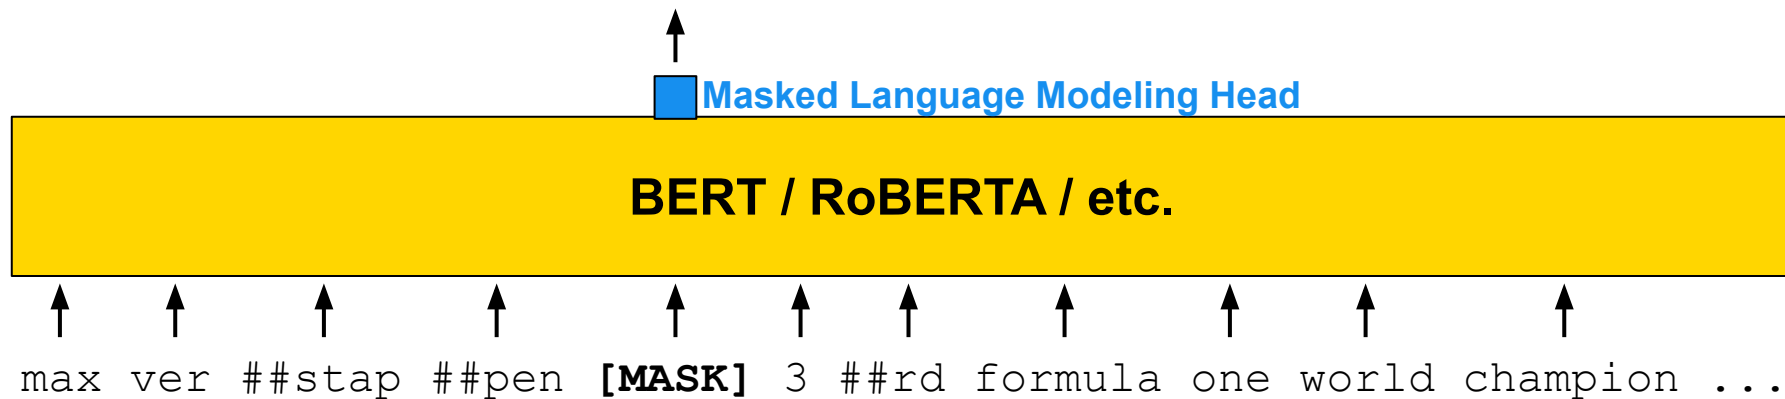 Masked Language Modeling Head
BERT / RoBERTA / etc.
max ver ##stap ##pen [MASK] 3 ##rd formula one world champion ...